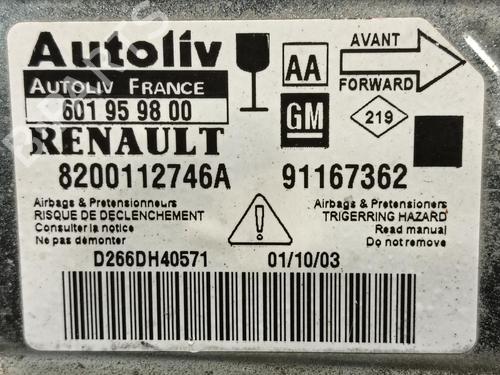 Autoliv
AUTOLIV FRANCE
601 95 98 00
RENAULT
8200112746A
AA
GM
AVANT
FORWARD
219
91167362
Airbags & Pretensionneurs
RISQUE DE DECLENCHEMENT
Consulter la notice
Ne pas démonter
Airbags & Pretensioners
TRIGERRING HAZARD
Read manual
Do not remove
D266DH40571
01/10/03